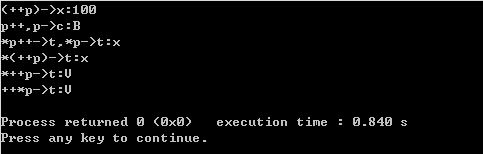 (++p)->x:100
p++,p->c:B
*p++->t,*p->t:x
*(++p)->t:x
*++p->t:V
++*p->t:V
Process returned 0 (0x0)   execution time : 0.840 s
Press any key to continue.